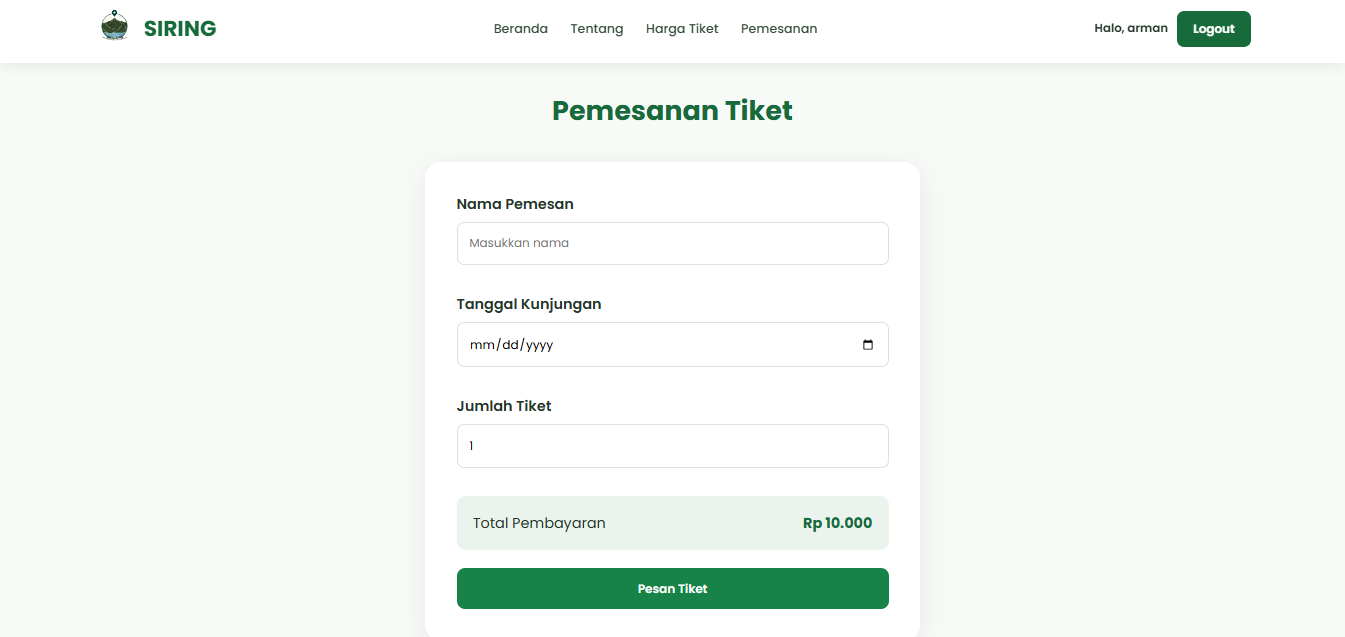 SIRING
Beranda Tentang Harga Tiket Pemesanan
Halo, arman Logout
Pemesanan Tiket
Nama Pemesan
Masukkan nama
Tanggal Kunjungan
mm/dd/yyyy
Jumlah Tiket
1
Total Pembayaran Rp 10.000
Pesan Tiket